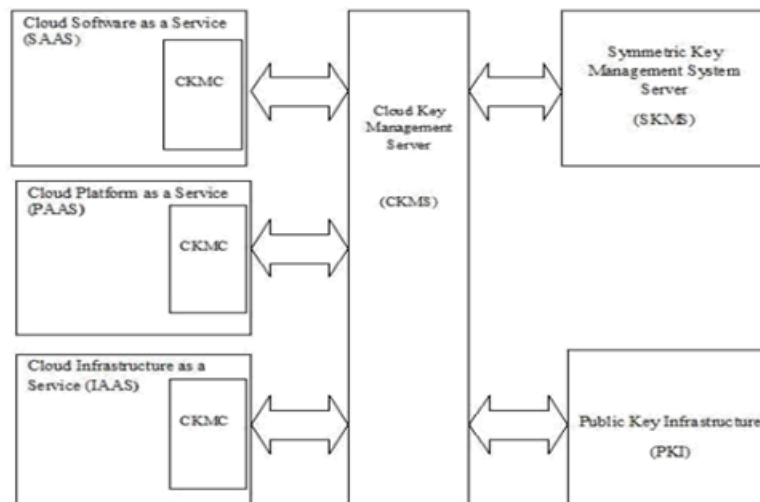 Cloud Software as a Service
(SAAS)
CKMC
Cloud Platform as a Service
(PAAS)
CKMC
Cloud Infrastructure as a
Service (IAAS)
CKMC
Cloud Key
Management
Server
(CKMS)
Symmetric Key
Management System
Server
(SKMS)
Public Key Infrastructure
(PKI)